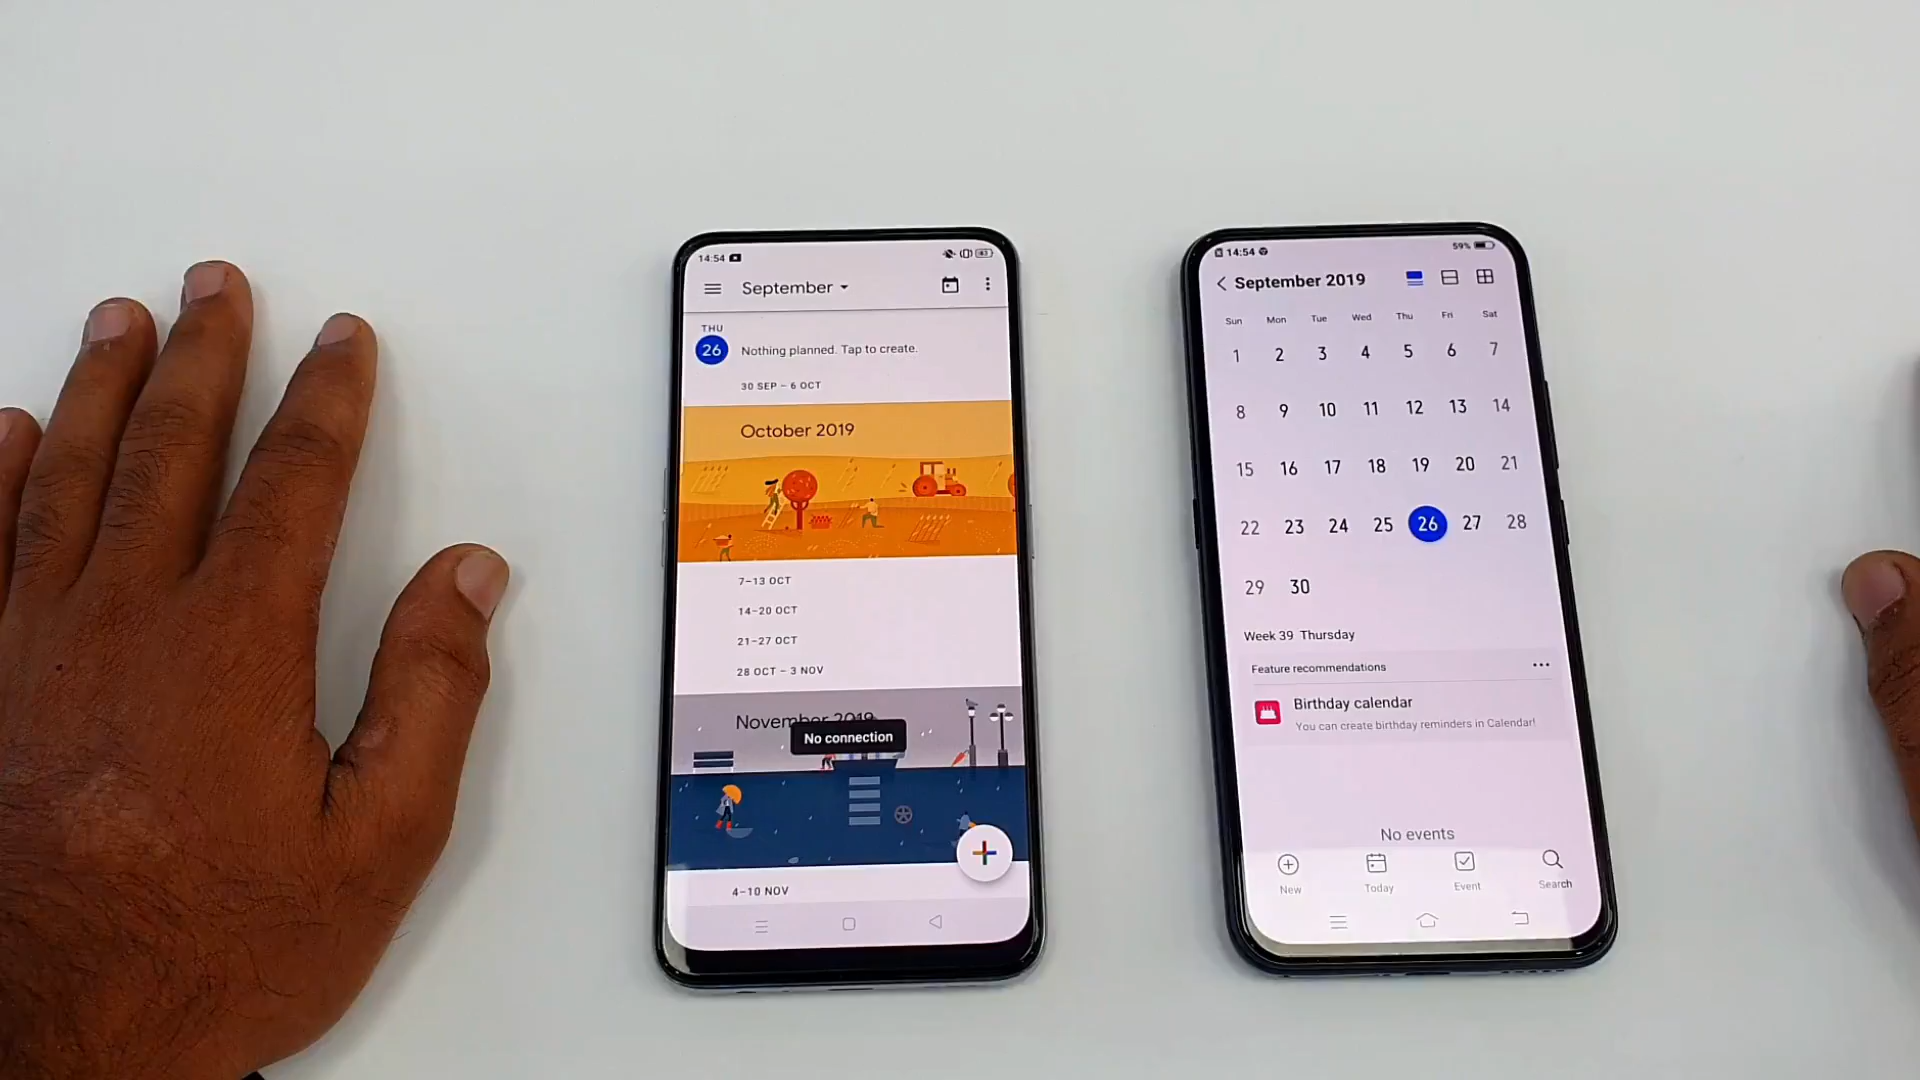 14:54
September
THU
26
Nothing planned. Tap to create.
30 SEP – 6 OCT
October 2019
7–13 OCT
14–20 OCT
21–27 OCT
28 OCT – 3 NOV
November 2019
No connection
4–10 NOV
14:54
59%
September 2019
Sun Mon Tue Wed Thu Fri Sat
1 2 3 4 5 6 7
8 9 10 11 12 13 14
15 16 17 18 19 20 21
22 23 24 25 26 27 28
29 30
Week 39 Thursday
Feature recommendations
Birthday calendar
You can create birthday reminders in Calendar!
No events
New Today Event Search